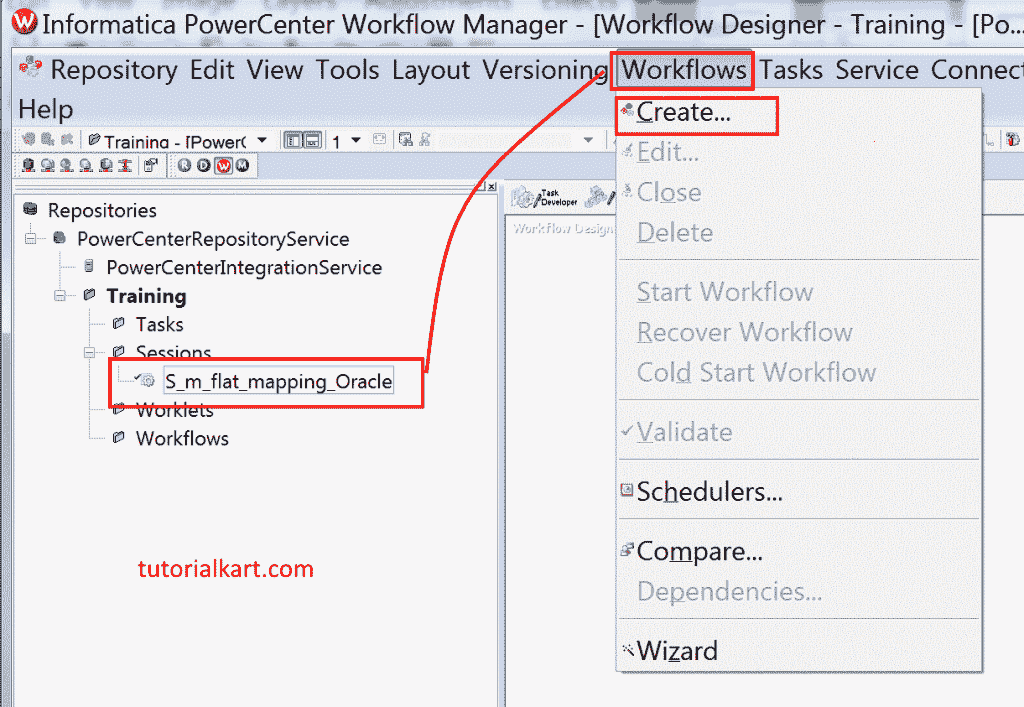 Informatica PowerCenter Workflow Manager - [Workflow Designer - Training - [Po...
Repository Edit View Tools Layout Versioning Workflows Tasks Service Connect
Help
Training - [Power( 1
R D W M
Repositories
PowerCenterRepositoryService
PowerCenterIntegrationService
Training
Tasks
Sessions
S_m_flat_mapping_Oracle
Worklets
Workflows
tutorialkart.com
Task
Developer
Workflow Design
Create...
Edit...
Close
Delete
Start Workflow
Recover Workflow
Cold Start Workflow
Validate
Schedulers...
Compare...
Dependencies...
Wizard